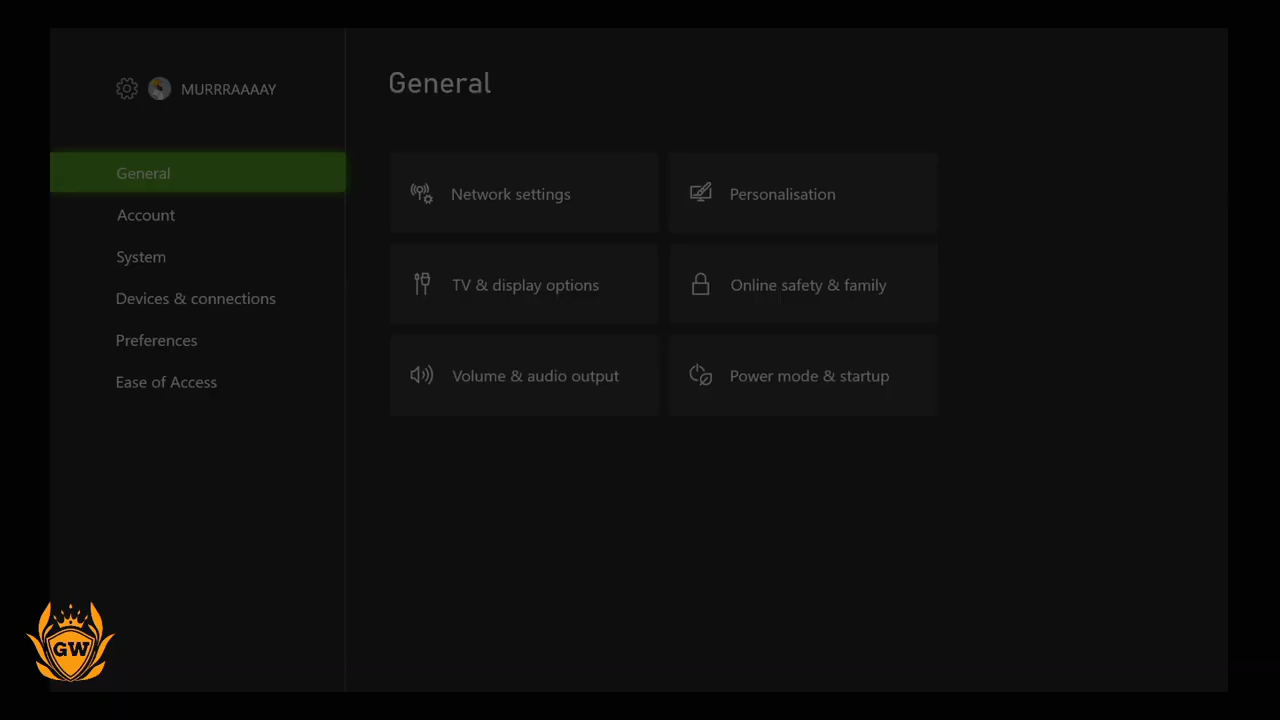 MURRRAAAAY
General
Account
System
Devices & connections
Preferences
Ease of Access
General
Network settings
Personalisation
TV & display options
Online safety & family
Volume & audio output
Power mode & startup
GW